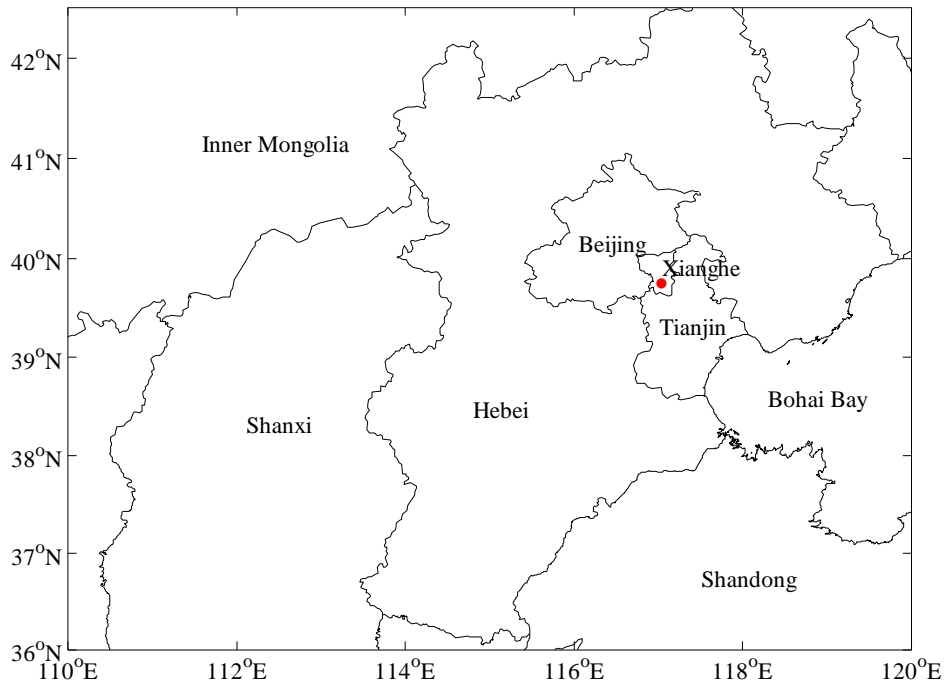 42°N
Inner Mongolia
41°N
Beijing
40°N
Xianghe
Tianjin
39°N
Bohai Bay
Hebei
Shanxi
38°N
37°N
Shandong
36°N
110°E 112°E 114°E 116°E 118°E 120°E